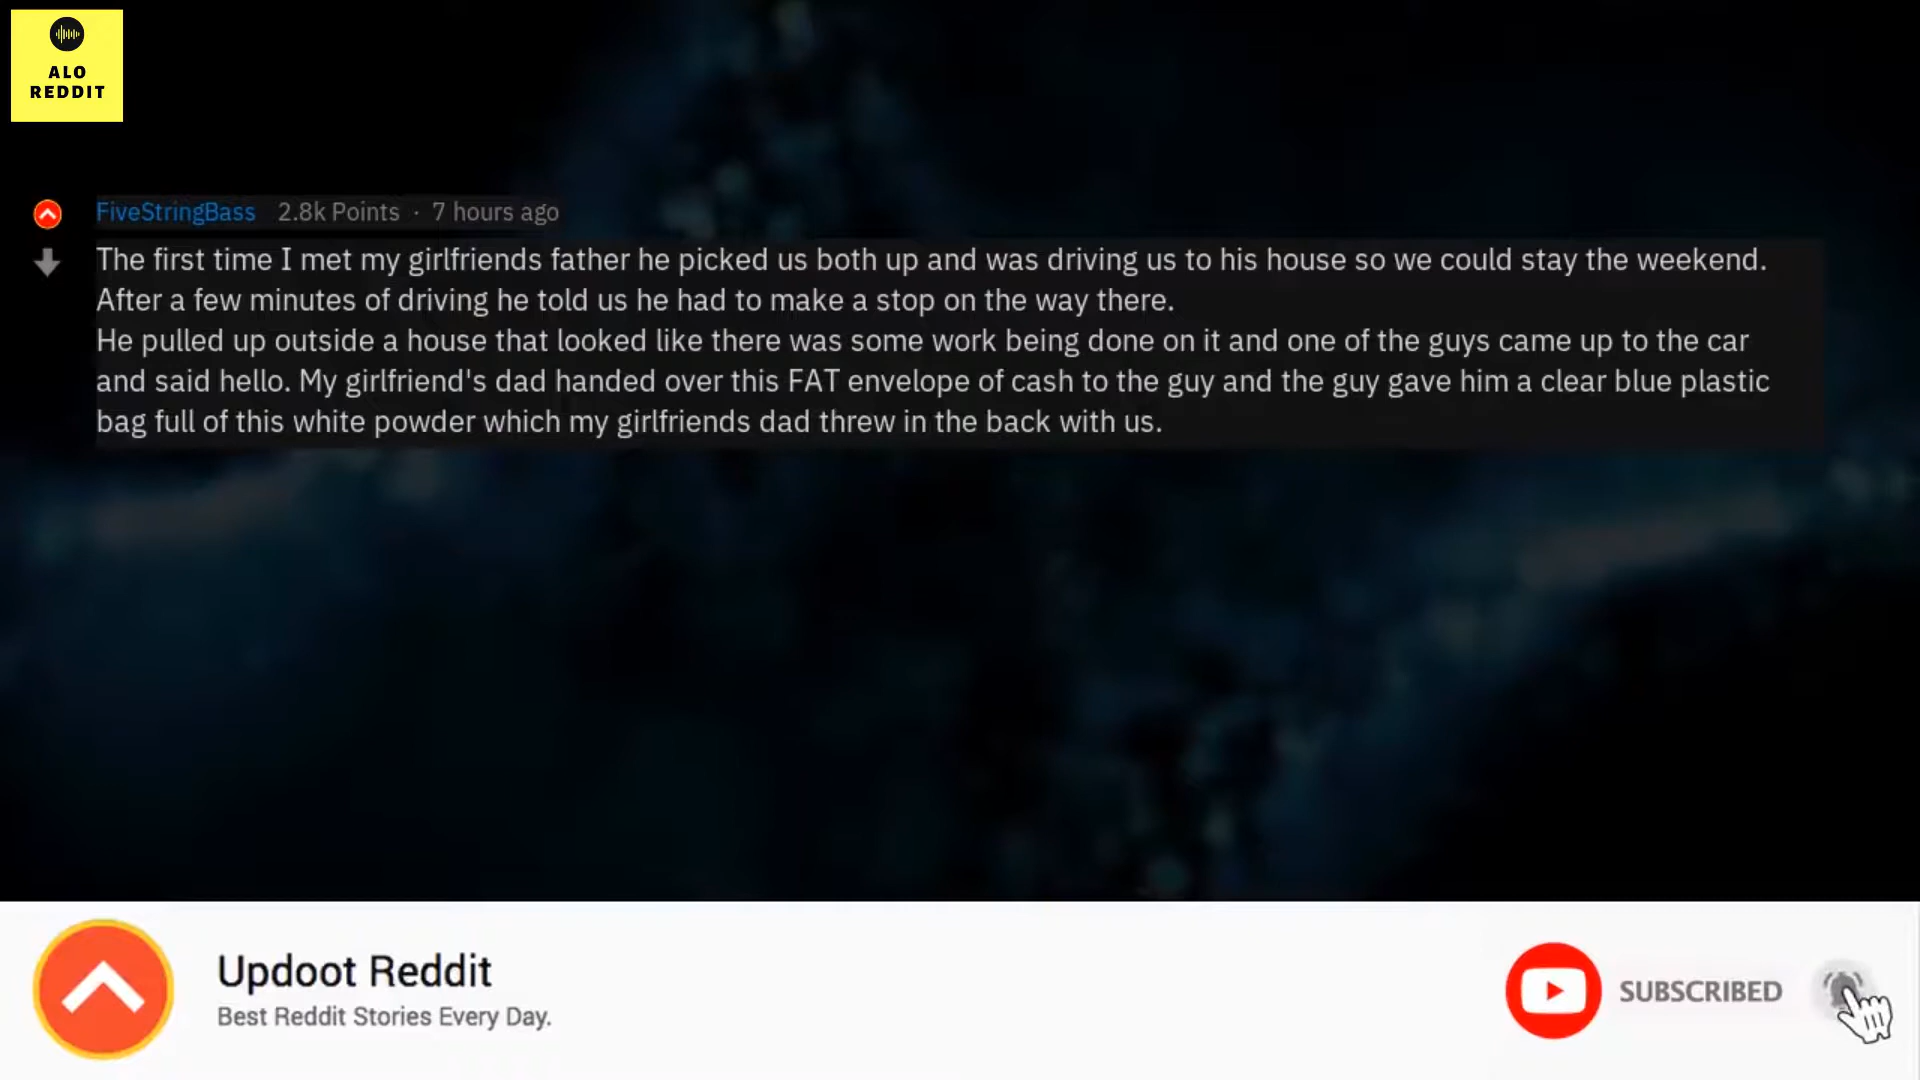 ALO
REDDIT
FiveStringBass 2.8k Points · 7 hours ago
The first time I met my girlfriends father he picked us both up and was driving us to his house so we could stay the weekend.
After a few minutes of driving he told us he had to make a stop on the way there.
He pulled up outside a house that looked like there was some work being done on it and one of the guys came up to the car
and said hello. My girlfriend's dad handed over this FAT envelope of cash to the guy and the guy gave him a clear blue plastic
bag full of this white powder which my girlfriends dad threw in the back with us.
Updoot Reddit
Best Reddit Stories Every Day.
SUBSCRIBED